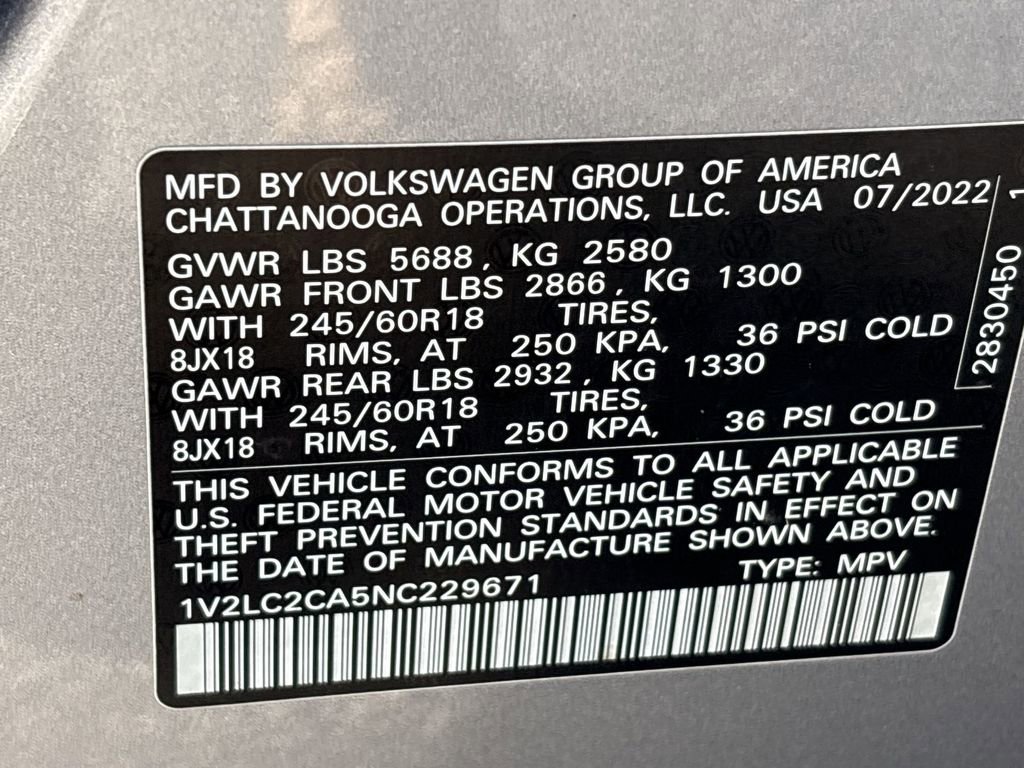 MFD BY VOLKSWAGEN GROUP OF AMERICA
CHATTANOOGA OPERATIONS, LLC. USA 07/2022
GVWR LBS 5688, KG 2580
GAWR FRONT LBS 2866, KG 1300
WITH 245/60R18 TIRES,
8JX18 RIMS, AT 250 KPA, 36 PSI COLD
GAWR REAR LBS 2932, KG 1330
WITH 245/60R18 TIRES,
8JX18 RIMS, AT 250 KPA, 36 PSI COLD
THIS VEHICLE CONFORMS TO ALL APPLICABLE
U.S. FEDERAL MOTOR VEHICLE SAFETY AND
THEFT PREVENTION STANDARDS IN EFFECT ON
THE DATE OF MANUFACTURE SHOWN ABOVE.
TYPE: MPV
1V2LC2CA5NC229671
2830450 1